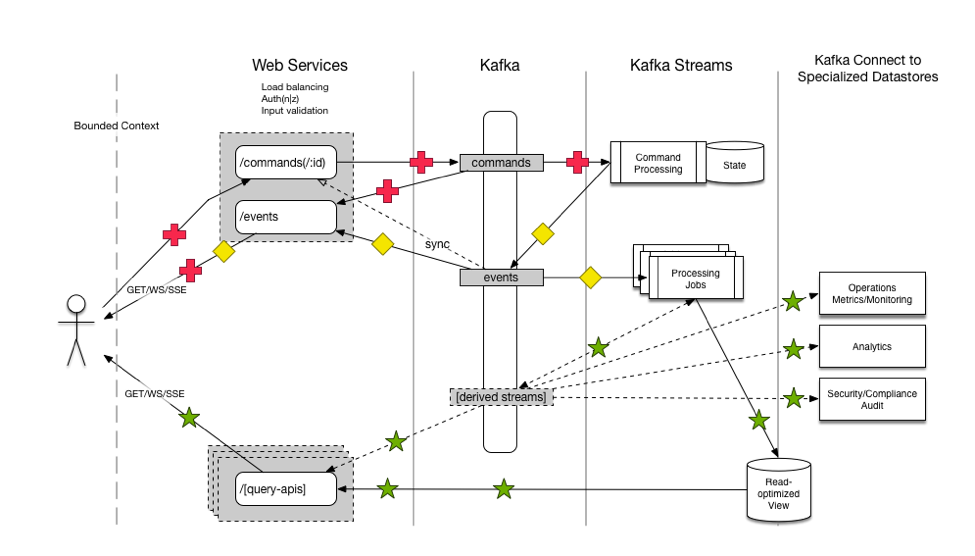 Web Services
Kafka
Kafka Streams
Kafka Connect to
Specialized Datastores
Load balancing
Auth(n|z)
Input validation
Bounded Context
/commands(/:id)
commands
Command
Processing
State
/events
sync
events
Processing
Jobs
GET/WS/SSE
Operations
Metrics/Monitoring
Analytics
GET/WS/SSE
[derived streams]
Security/Compliance
Audit
/[query-apis]
Read-
optimized
View